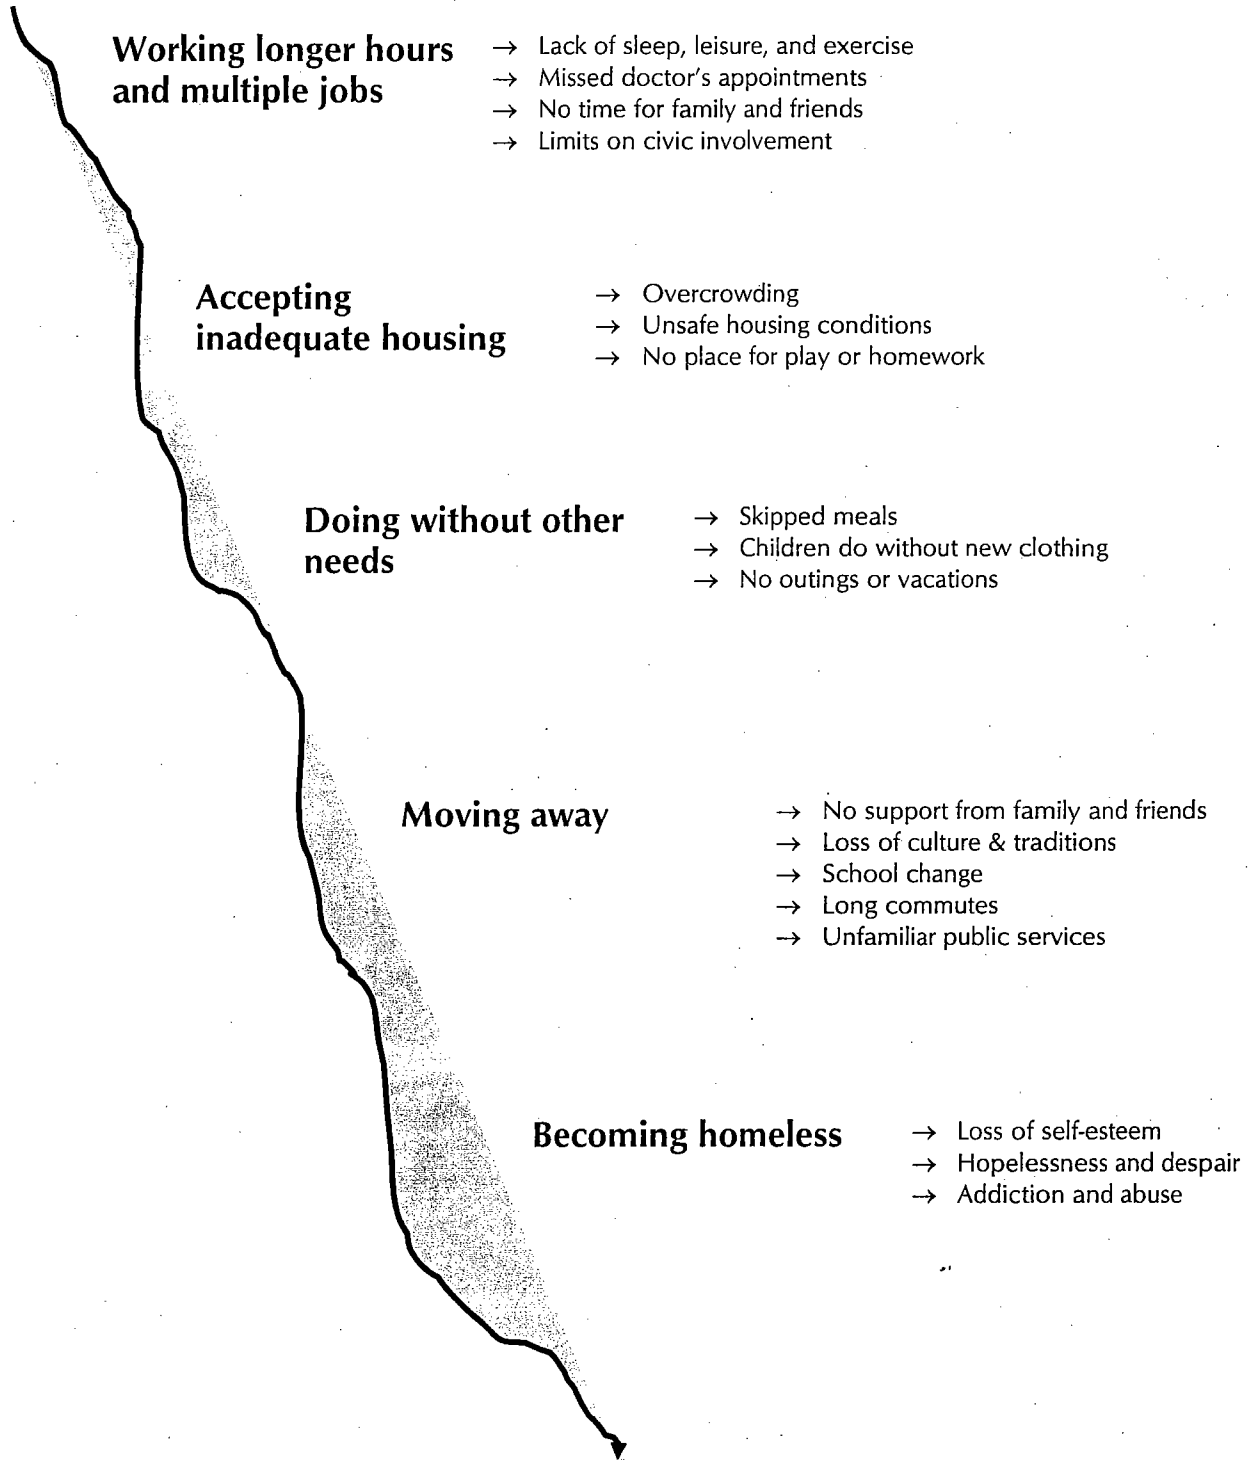 Working longer hours
and multiple jobs
→ Lack of sleep, leisure, and exercise
→ Missed doctor's appointments
→ No time for family and friends
→ Limits on civic involvement
Accepting
inadequate housing
→ Overcrowding
→ Unsafe housing conditions
→ No place for play or homework
Doing without other
needs
→ Skipped meals
→ Children do without new clothing
→ No outings or vacations
Moving away
→ No support from family and friends
→ Loss of culture & traditions
→ School change
→ Long commutes
→ Unfamiliar public services
Becoming homeless
→ Loss of self-esteem
→ Hopelessness and despair
→ Addiction and abuse